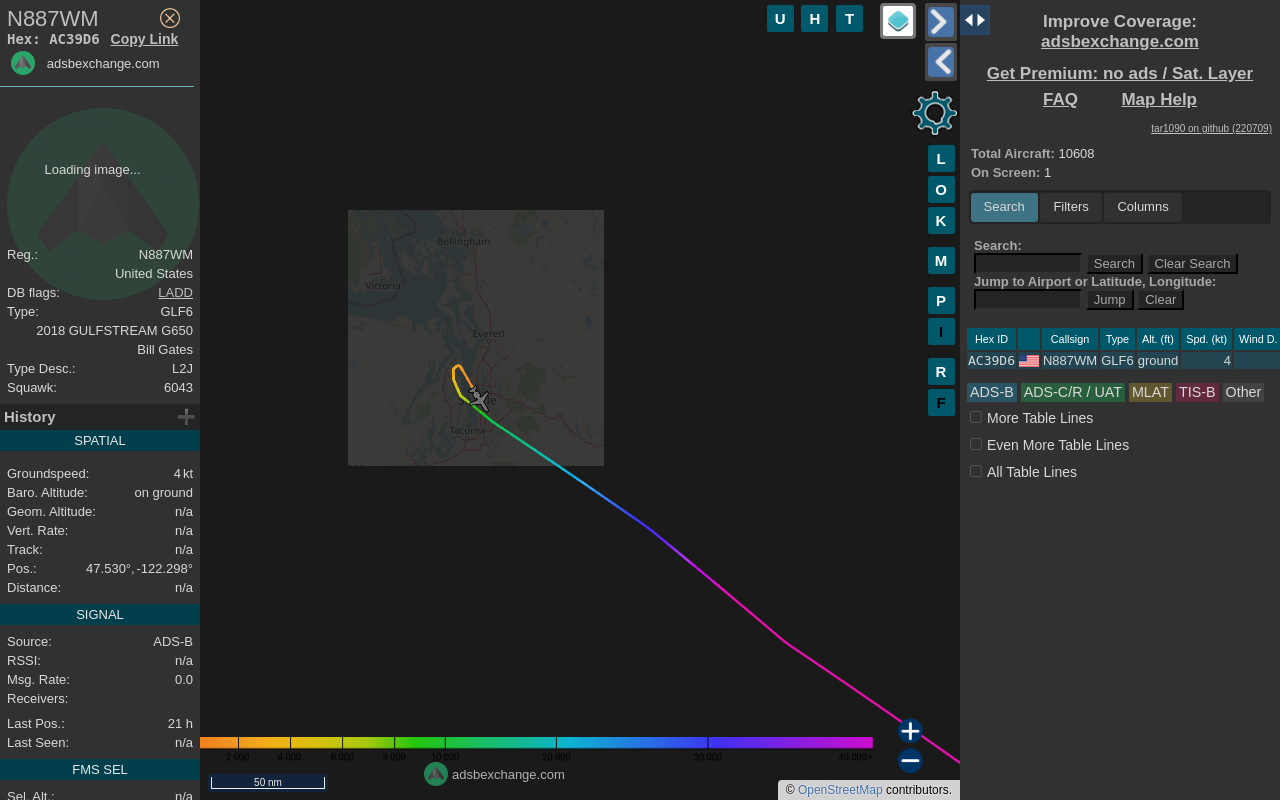 N887WM
Hex: AC39D6 Copy Link
adsbexchange.com
Loading image...
Reg.: N887WM
United States
DB flags: LADD
Type: GLF6
2018 GULFSTREAM G650
Bill Gates
Type Desc.: L2J
Squawk: 6043
History
SPATIAL
Groundspeed: 4 kt
Baro. Altitude: on ground
Geom. Altitude: n/a
Vert. Rate: n/a
Track: n/a
Pos.: 47.530°, -122.298°
Distance: n/a
SIGNAL
Source: ADS-B
RSSI: n/a
Msg. Rate: 0.0
Receivers:
Last Pos.: 21 h
Last Seen: n/a
FMS SEL
Sel. Alt.: n/a
U H T
L
O
K
M
P
I
R
F
Bellingham
Victoria
Everett
Tacoma
2 000 4 000 6 000 8 000 10 000 20 000 30 000 40 000+
50 nm
adsbexchange.com
© OpenStreetMap contributors.
Improve Coverage:
adsbexchange.com
Get Premium: no ads / Sat. Layer
FAQ Map Help
tar1090 on github (220709)
Total Aircraft: 10608
On Screen: 1
Search Filters Columns
Search:
Search Clear Search
Jump to Airport or Latitude, Longitude:
Jump Clear
Hex ID Callsign Type Alt. (ft) Spd. (kt) Wind D.
AC39D6 N887WM GLF6 ground 4
ADS-B ADS-C/R / UAT MLAT TIS-B Other
More Table Lines
Even More Table Lines
All Table Lines